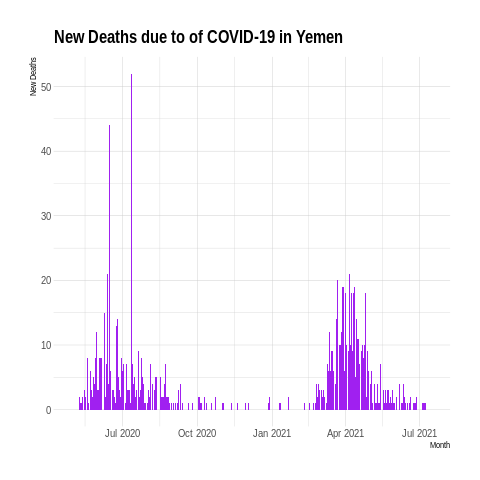 New Deaths due to of COVID-19 in Yemen
New Deaths
50
40
30
20
10
0
Jul 2020 Oct 2020 Jan 2021 Apr 2021 Jul 2021
Month